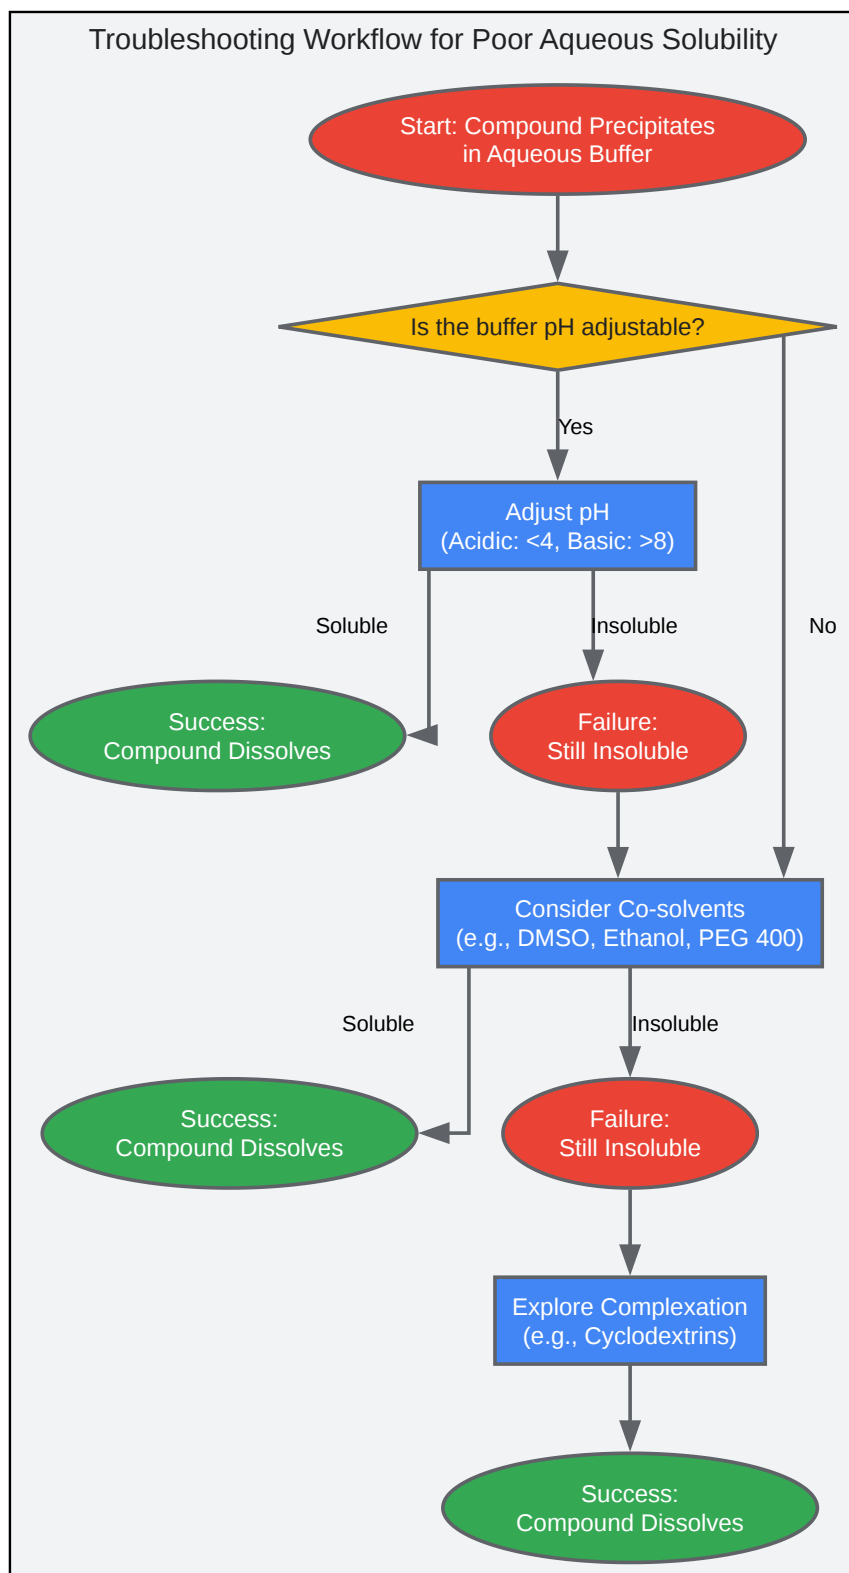 Troubleshooting Workflow for Poor Aqueous Solubility
Start: Compound Precipitates
in Aqueous Buffer
Is the buffer pH adjustable?
Yes
Adjust pH
(Acidic: <4, Basic: >8)
Soluble
Insoluble
No
Success:
Compound Dissolves
Failure:
Still Insoluble
Consider Co-solvents
(e.g., DMSO, Ethanol, PEG 400)
Soluble
Insoluble
Success:
Compound Dissolves
Failure:
Still Insoluble
Explore Complexation
(e.g., Cyclodextrins)
Success:
Compound Dissolves